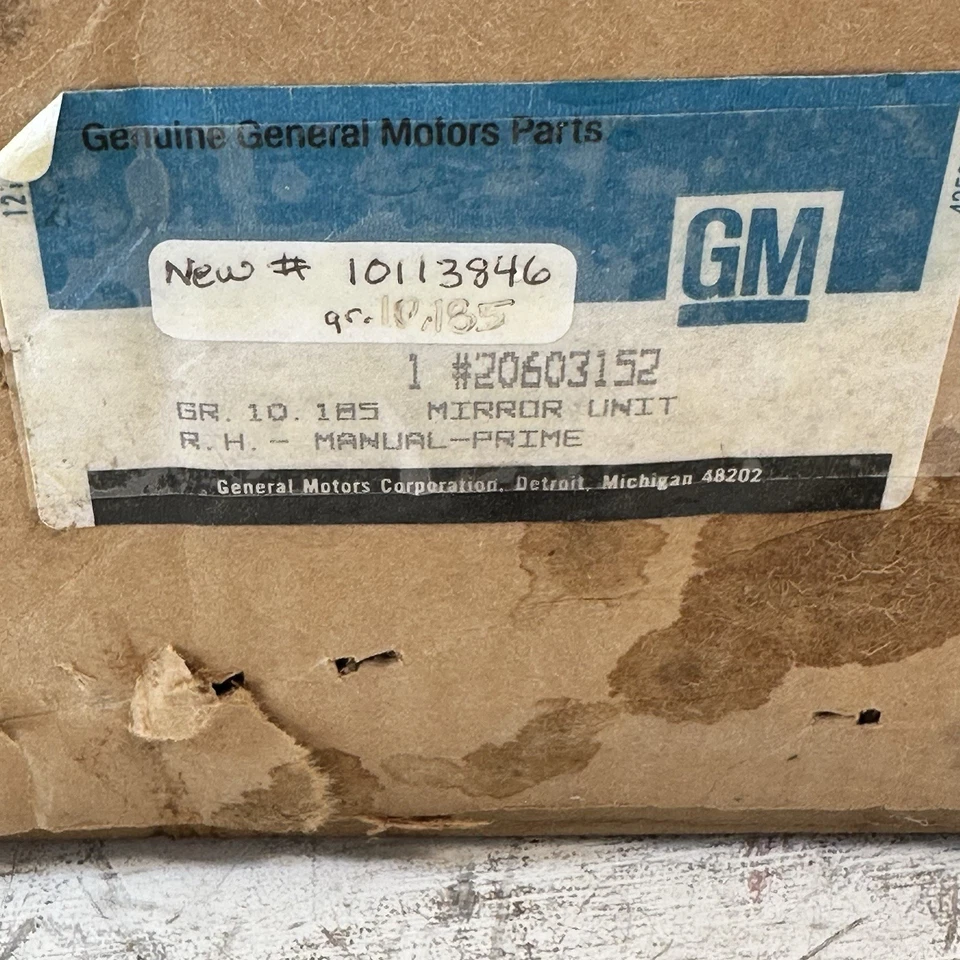 Genuine General Motors Parts
GM
New # 10113846
gr. 10.185
1 #20603152
GR. 10. 185 MIRROR UNIT
R. H. - MANUAL-PRIME
General Motors Corporation, Detroit, Michigan 48202